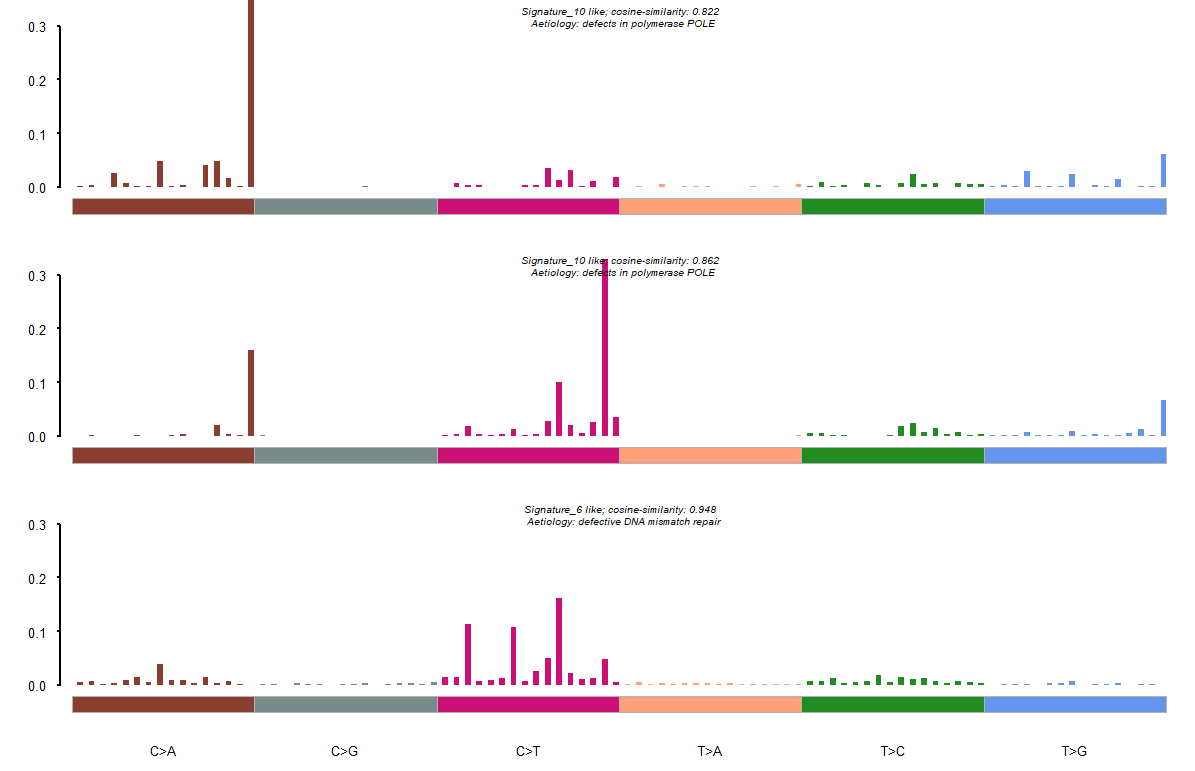 Signature_10 like; cosine-similarity: 0.822
Aetiology: defects in polymerase POLE
0.3
0.2
0.1
0.0
Signature_10 like; cosine-similarity: 0.862
Aetiology: defects in polymerase POLE
0.3
0.2
0.1
0.0
Signature_6 like; cosine-similarity: 0.948
Aetiology: defective DNA mismatch repair
0.3
0.2
0.1
0.0
C>A C>G C>T T>A T>C T>G